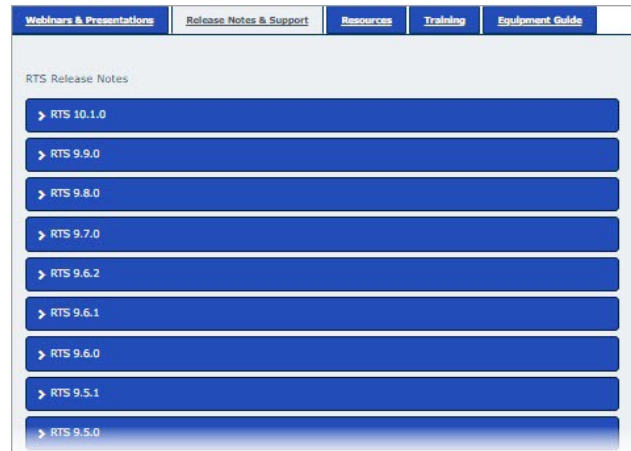 Webinars & Presentations Release Notes & Support Resources Training Equipment Guide
RTS Release Notes
RTS 10.1.0
RTS 9.9.0
RTS 9.8.0
RTS 9.7.0
RTS 9.6.2
RTS 9.6.1
RTS 9.6.0
RTS 9.5.1
RTS 9.5.0